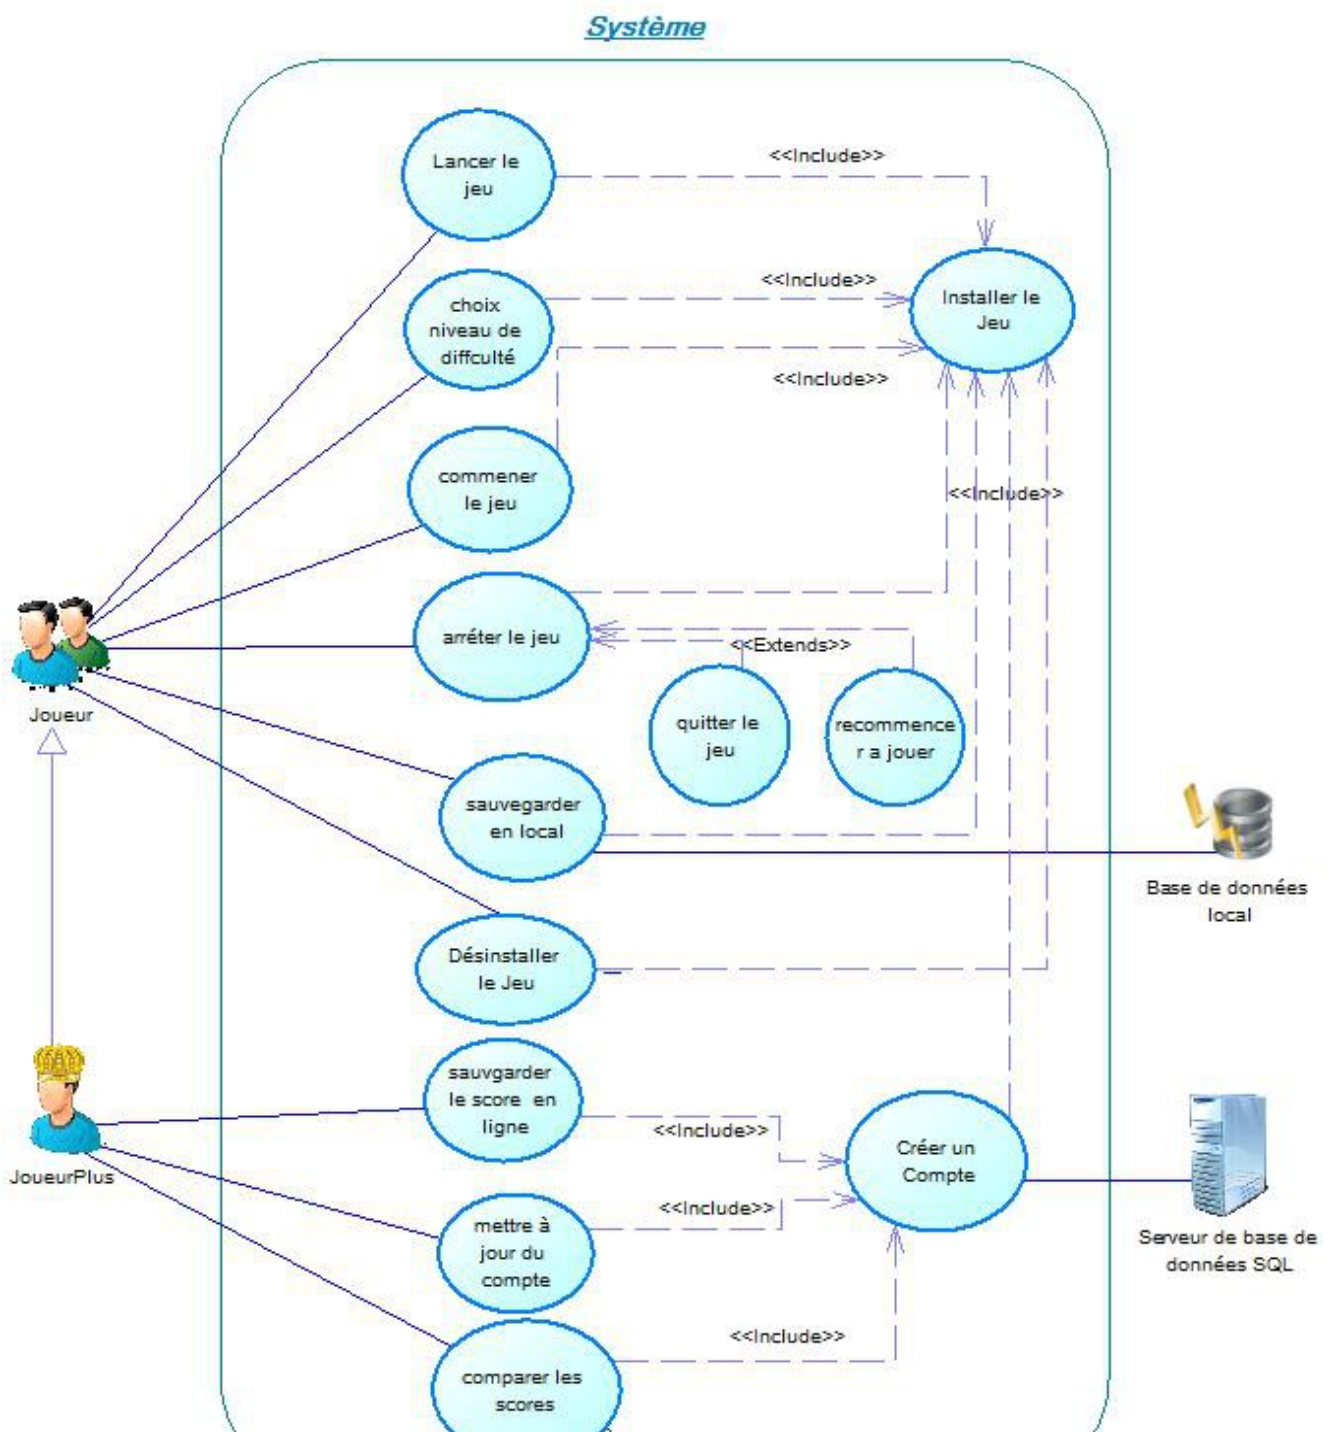 Système
Lancer le
jeu
<<Include>>
choix
niveau de
diffculté
<<Include>>
Installer le
Jeu
<<Include>>
commener
le jeu
<<Include>>
arréter le jeu
<<Extends>>
Joueur
quitter le
jeu
recommence
r a jouer
sauvegarder
en local
Base de données
local
Désinstaller
le Jeu
sauvgarder
le score en
ligne
<<Include>>
Créer un
Compte
JoueurPlus
<<Include>>
mettre à
jour du
compte
Serveur de base de
données SQL
<<Include>>
comparer les
scores